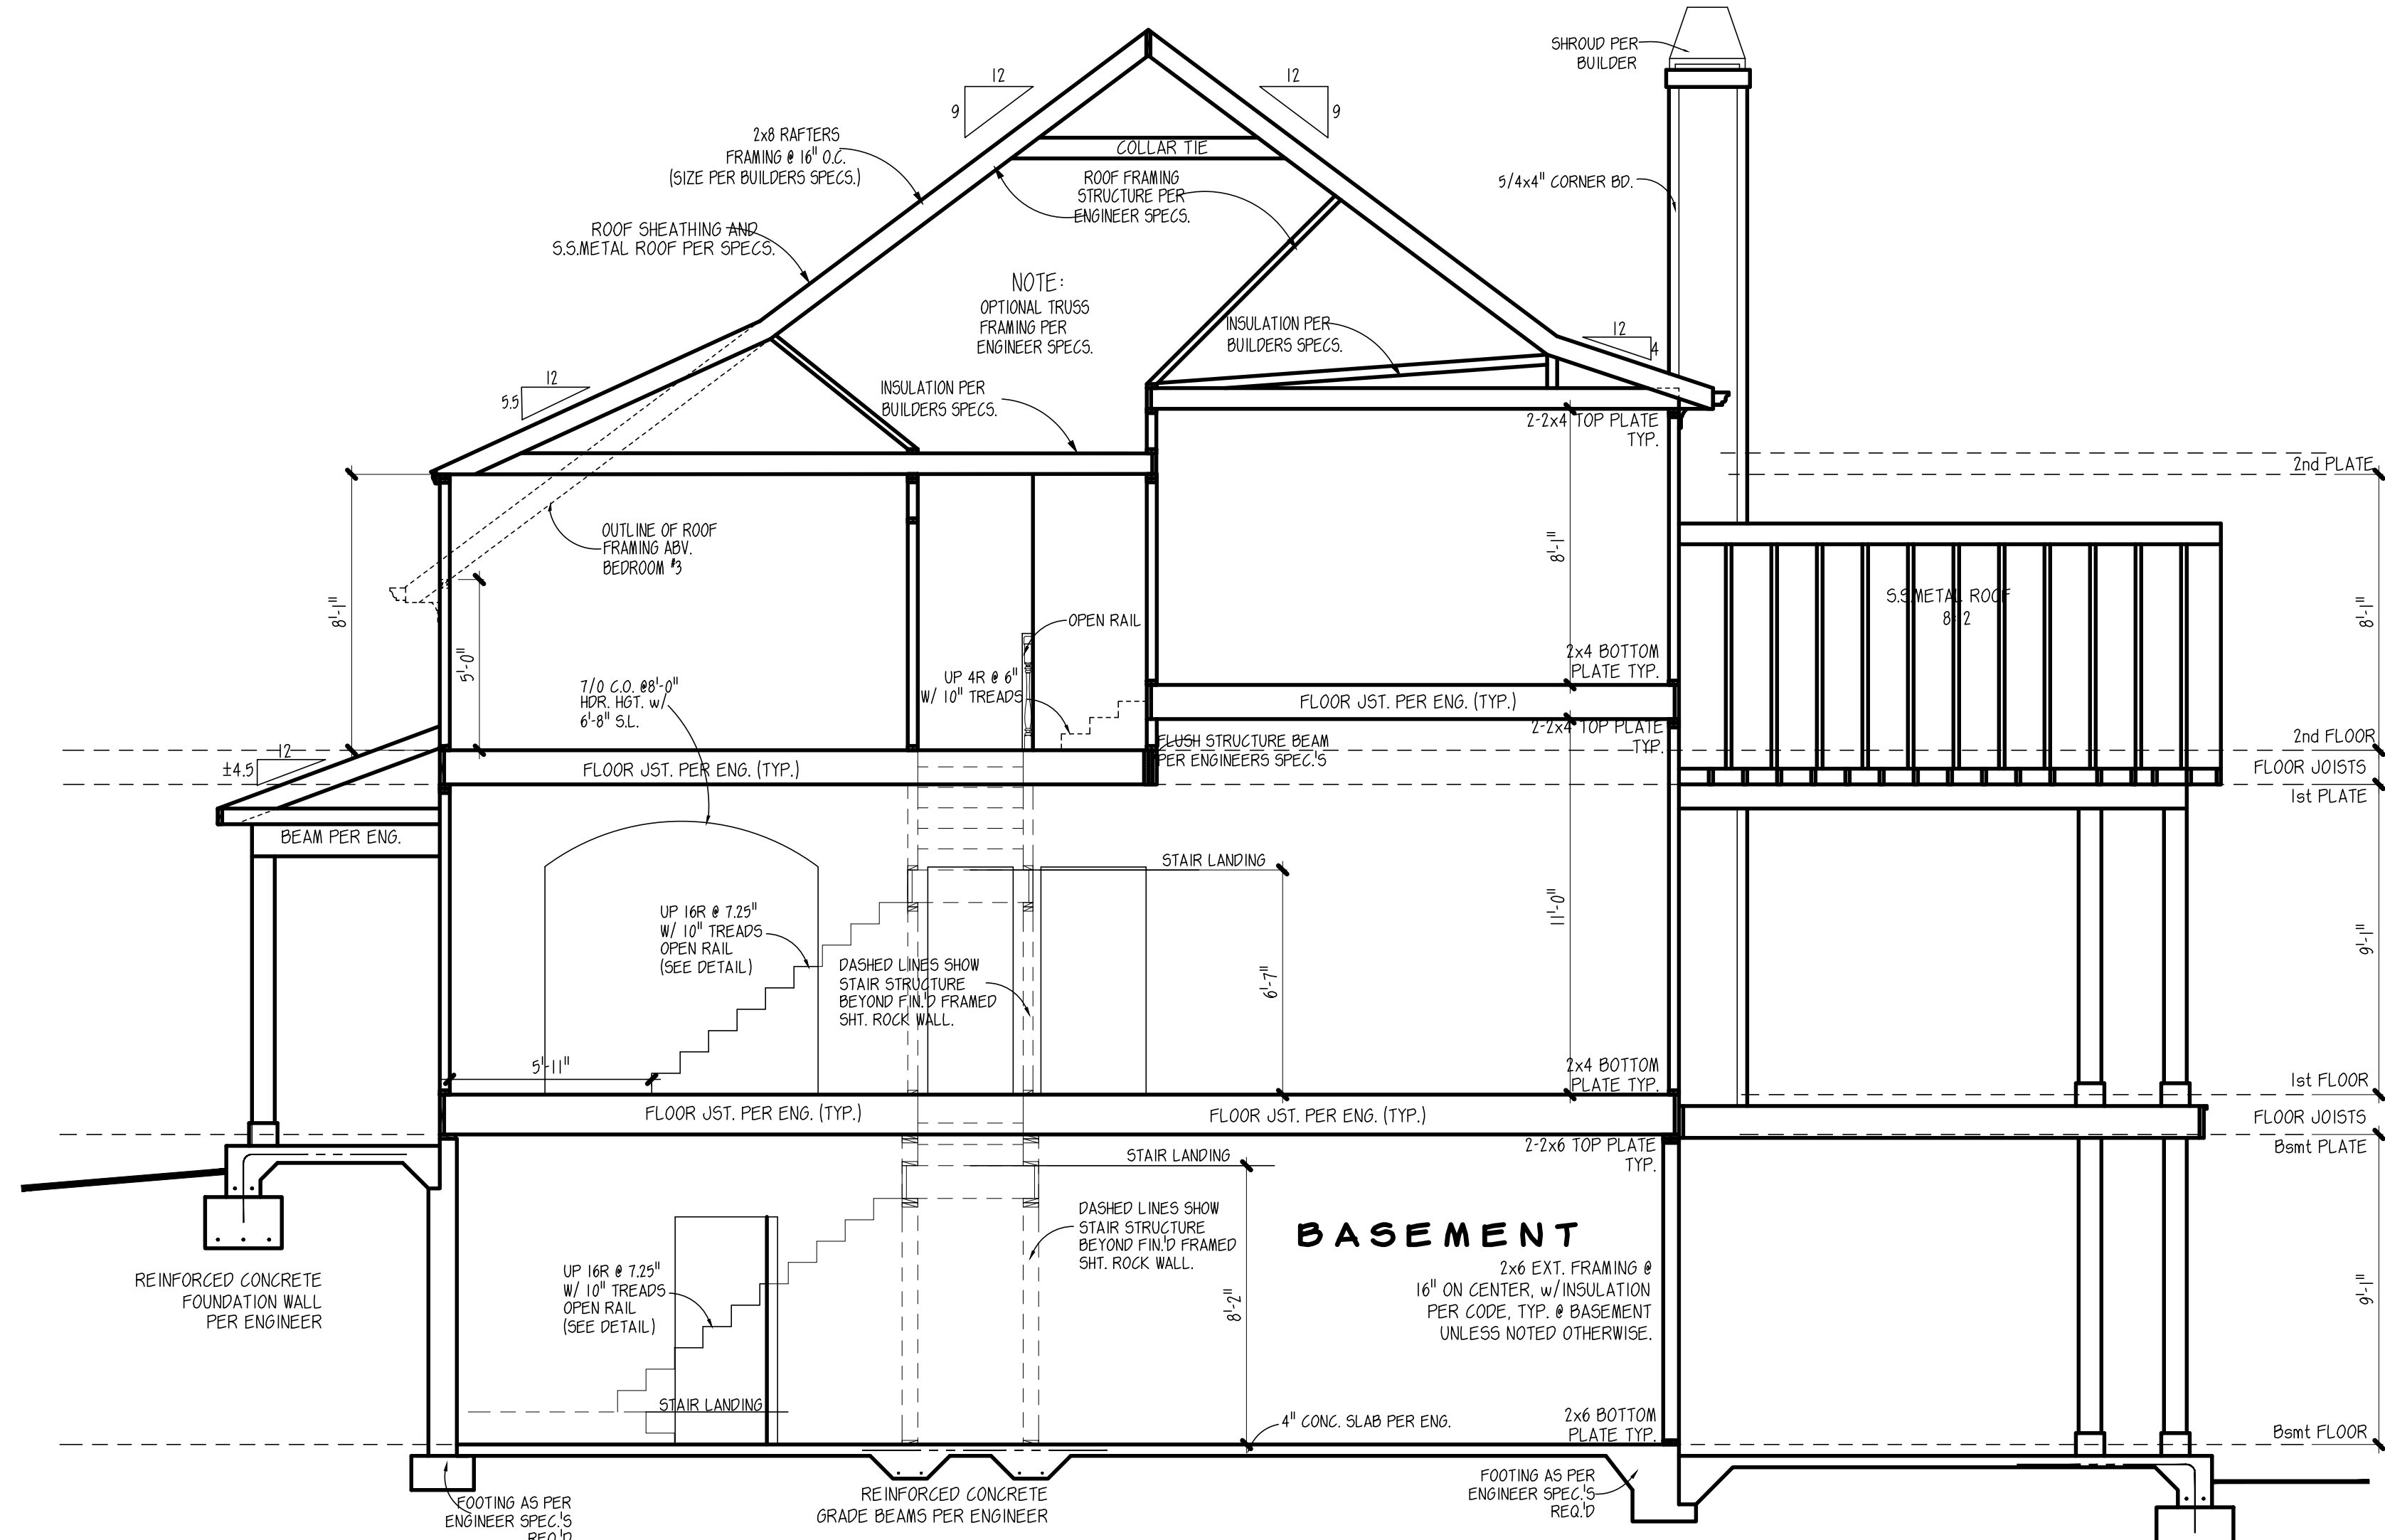 SHROUD PER
BUILDER
12
9
12
9
2x8 RAFTERS
FRAMING @ 16" O.C.
(SIZE PER BUILDERS SPECS.)
COLLAR TIE
ROOF FRAMING
STRUCTURE PER
ENGINEER SPECS.
5/4x4" CORNER BD.
ROOF SHEATHING AND
S.S.METAL ROOF PER SPECS.
NOTE:
OPTIONAL TRUSS
FRAMING PER
ENGINEER SPECS.
INSULATION PER
BUILDERS SPECS.
12
4
12
5.5
INSULATION PER
BUILDERS SPECS.
2-2x4 TOP PLATE
TYP.
2nd PLATE
OUTLINE OF ROOF
FRAMING ABV.
BEDROOM #3
8'-1"
5'-0"
8'-1"
8'-1"
S.S.METAL ROOF
8 2
OPEN RAIL
UP 4R @ 6"
W/ 10" TREADS
7/0 C.O. @8'-0"
HDR. HGT. w/
6'-8" S.L.
2x4 BOTTOM
PLATE TYP.
FLOOR JST. PER ENG. (TYP.)
2-2x4 TOP PLATE
TYP.
FLUSH STRUCTURE BEAM
PER ENGINEERS SPEC.'S
2nd FLOOR
FLOOR JOISTS
1st PLATE
12
±4.5
FLOOR JST. PER ENG. (TYP.)
BEAM PER ENG.
STAIR LANDING
UP 16R @ 7.25"
W/ 10" TREADS
OPEN RAIL
(SEE DETAIL)
DASHED LINES SHOW
STAIR STRUCTURE
BEYOND FIN.'D FRAMED
SHT. ROCK WALL.
6'-7"
11'-0"
9'-1"
5'-11"
2x4 BOTTOM
PLATE TYP.
1st FLOOR
FLOOR JST. PER ENG. (TYP.)
FLOOR JST. PER ENG. (TYP.)
FLOOR JOISTS
2-2x6 TOP PLATE
TYP.
Bsmt PLATE
STAIR LANDING
DASHED LINES SHOW
STAIR STRUCTURE
BEYOND FIN.'D FRAMED
SHT. ROCK WALL.
BASEMENT
2x6 EXT. FRAMING @
16" ON CENTER, w/INSULATION
PER CODE, TYP. @ BASEMENT
UNLESS NOTED OTHERWISE.
REINFORCED CONCRETE
FOUNDATION WALL
PER ENGINEER
UP 16R @ 7.25"
W/ 10" TREADS
OPEN RAIL
(SEE DETAIL)
8'-2"
9'-1"
STAIR LANDING
4" CONC. SLAB PER ENG.
2x6 BOTTOM
PLATE TYP.
Bsmt FLOOR
FOOTING AS PER
ENGINEER SPEC.'S
REQ.'D
REINFORCED CONCRETE
GRADE BEAMS PER ENGINEER
FOOTING AS PER
ENGINEER SPEC.'S
REQ.'D